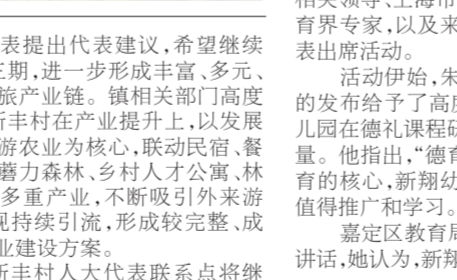 表提出代表建议，希望继续
三期，进一步形成丰富、多元、
旅产业链。镇相关部门高度
新丰村在产业提升上，以发展
游农业为核心，联动民宿、餐
磨力森林、乡村人才公寓、林
多重产业，不断吸引外来游
现持续引流，形成较完整、成
业建设方案。
新丰村人大代表联系点将继
相关领导、上海市
育界专家，以及来
表出席活动。
活动伊始，朱
的发布给予了高度
儿园在德礼课程研
量。他指出，“德育
育的核心，新翔幼
值得推广和学习。
嘉定区教育局
讲话，她认为，新翔